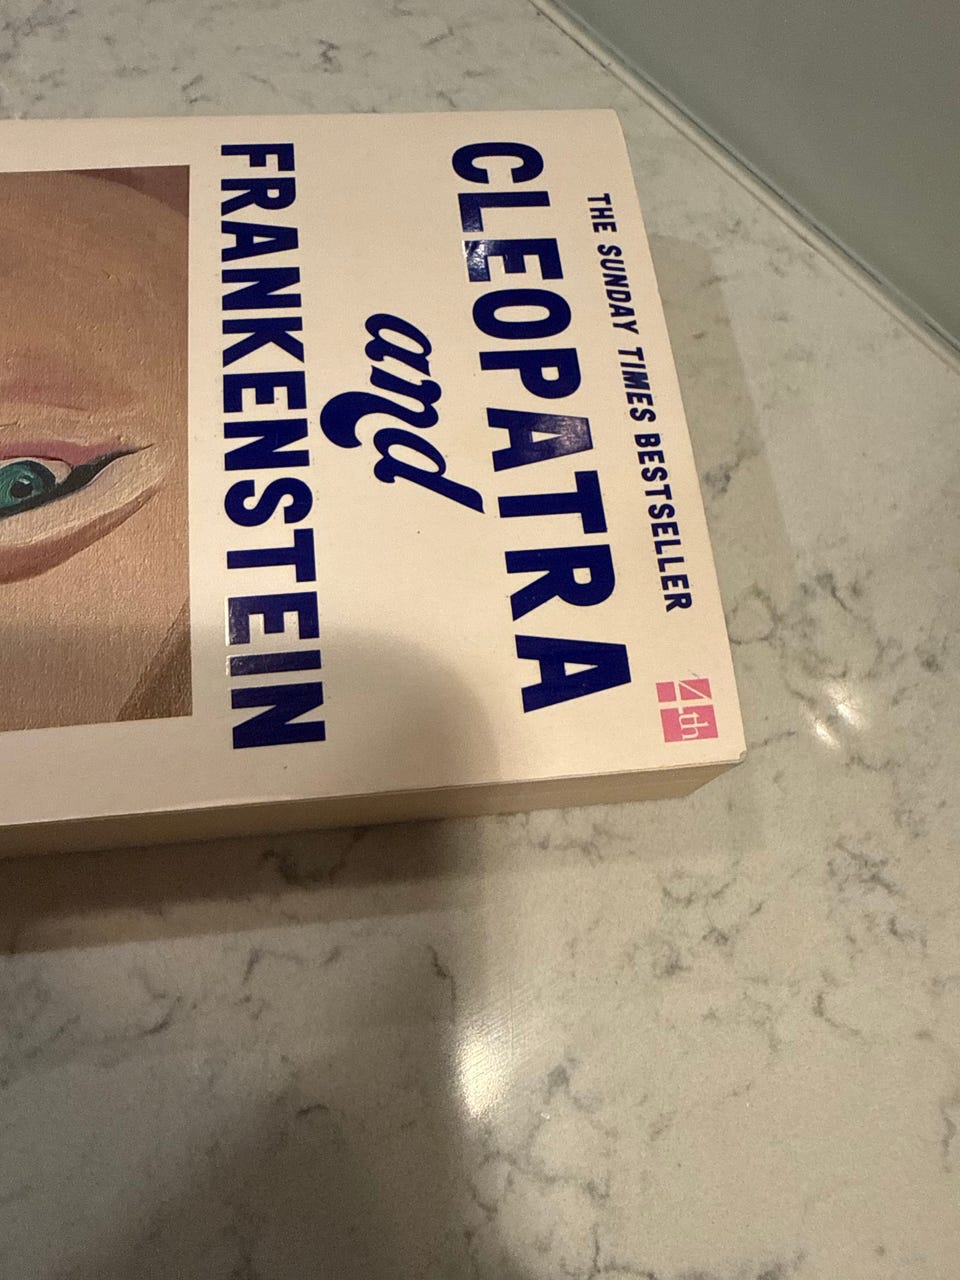 THE SUNDAY TIMES BESTSELLER
4th
CLEOPATRA
and
FRANKENSTEIN